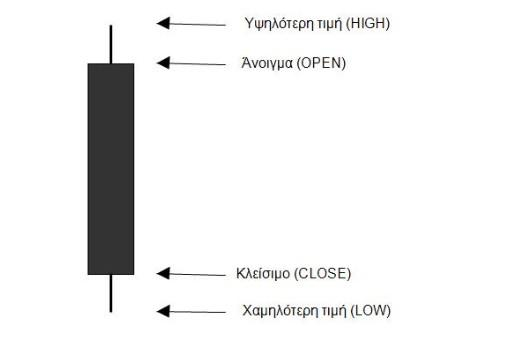 Υψηλότερη τιμή (HIGH)
Άνοιγμα (OPEN)
Κλείσιμο (CLOSE)
Χαμηλότερη τιμή (LOW)